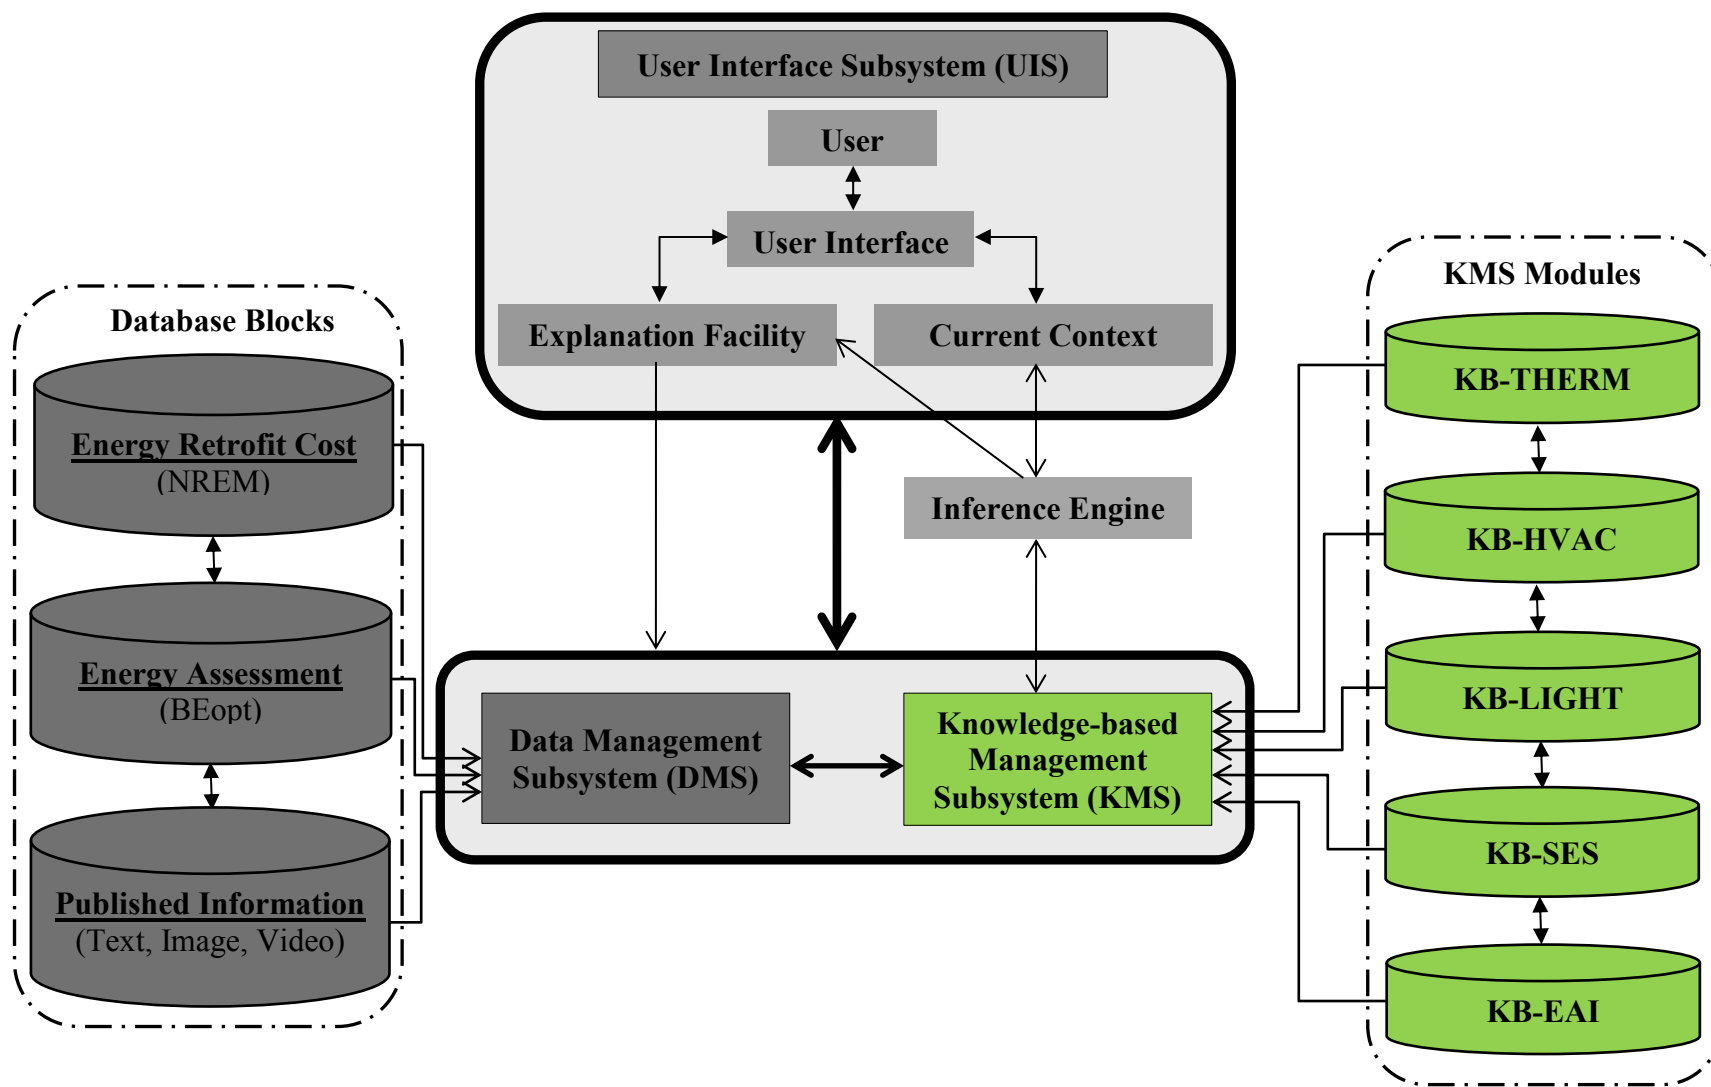 User Interface Subsystem (UIS)
User
User Interface
Explanation Facility
Current Context
Inference Engine
Database Blocks
Energy Retrofit Cost
(NREM)
Energy Assessment
(BEopt)
Published Information
(Text, Image, Video)
Data Management
Subsystem (DMS)
Knowledge-based
Management
Subsystem (KMS)
KMS Modules
KB-THERM
KB-HVAC
KB-LIGHT
KB-SES
KB-EAI